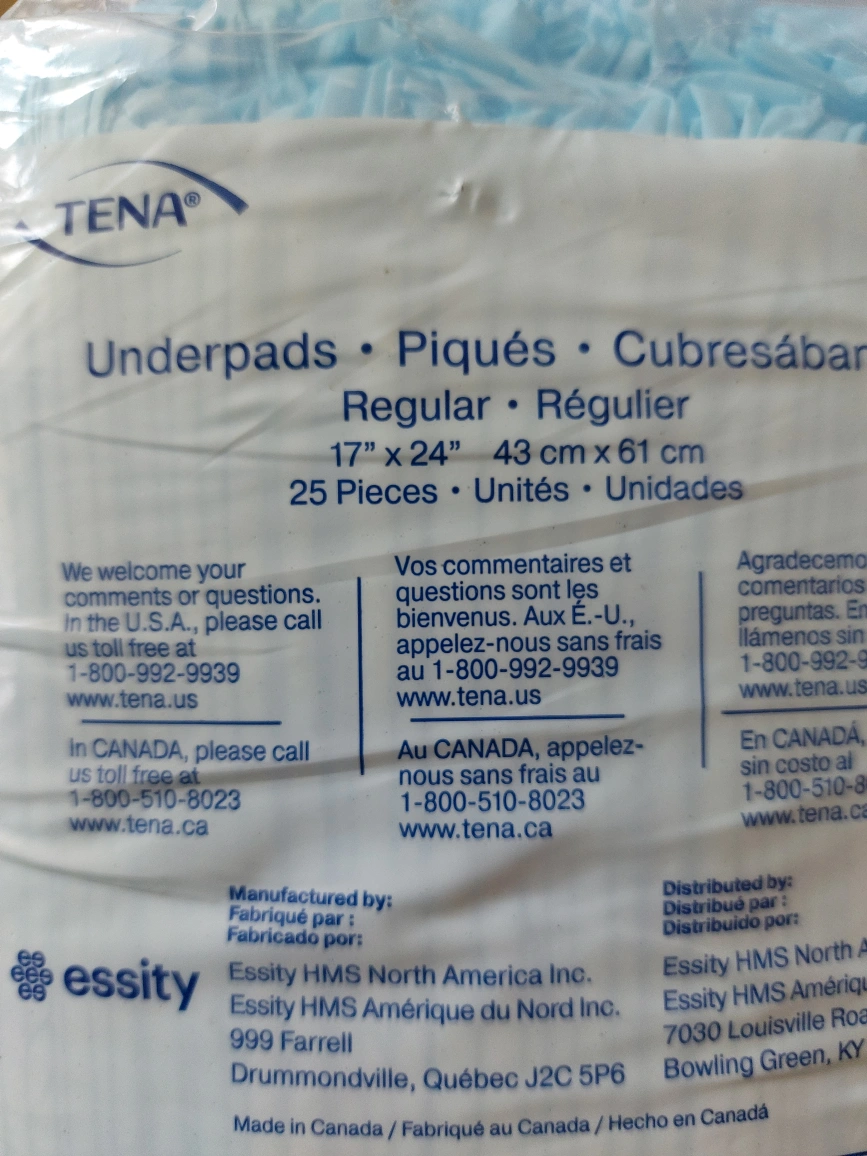 TENA®
Underpads • Piqués • Cubresában
Regular • Régulier
17” x 24” 43 cm x 61 cm
25 Pieces • Unités • Unidades
We welcome your
comments or questions.
In the U.S.A., please call
us toll free at
1-800-992-9939
www.tena.us
In CANADA, please call
us toll free at
1-800-510-8023
www.tena.ca
Vos commentaires et
questions sont les
bienvenus. Aux É.-U.,
appelez-nous sans frais
au 1-800-992-9939
www.tena.us
Au CANADA, appelez-
nous sans frais au
1-800-510-8023
www.tena.ca
Agradecemo
comentarios
preguntas. En
llámenos sin
1-800-992-9
www.tena.us
En CANADÁ,
sin costo al
1-800-510-8
www.tena.ca
essity
Manufactured by:
Fabriqué par :
Fabricado por:
Essity HMS North America Inc.
Essity HMS Amérique du Nord Inc.
999 Farrell
Drummondville, Québec J2C 5P6
Distributed by:
Distribué par :
Distribuido por:
Essity HMS North A
Essity HMS Amériqu
7030 Louisville Roa
Bowling Green, KY
Made in Canada / Fabriqué au Canada / Hecho en Canadá